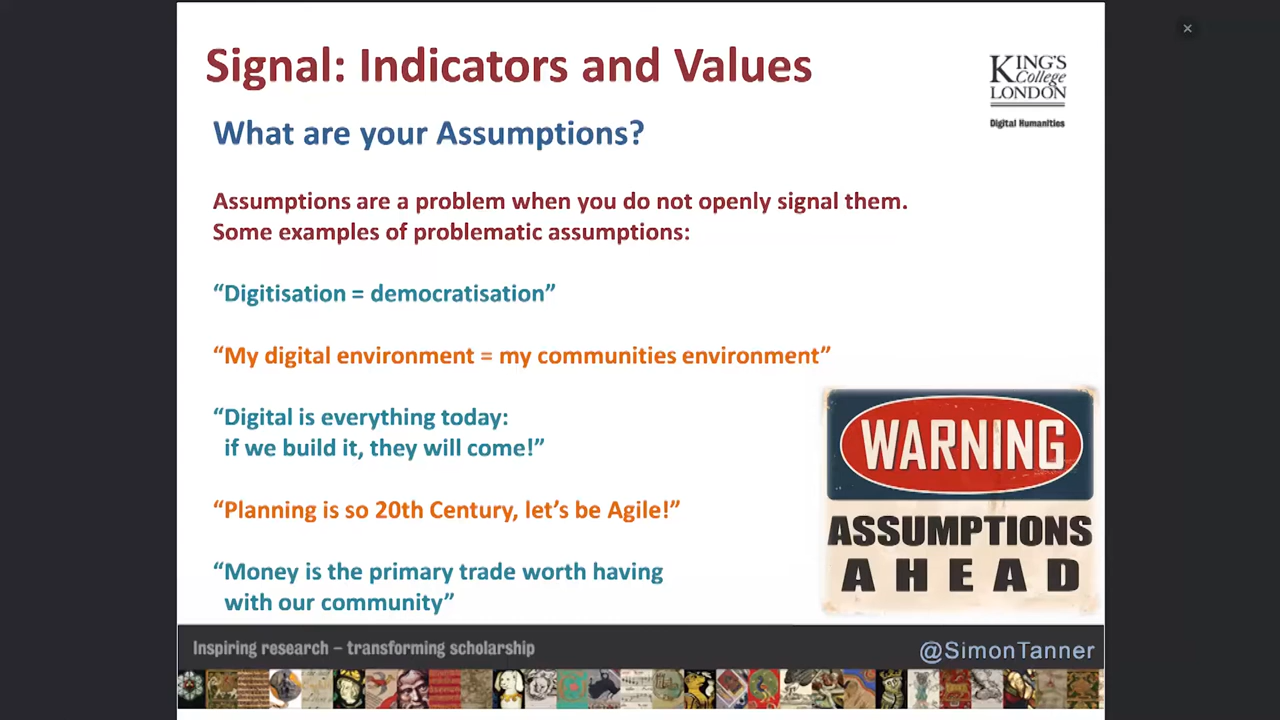 Signal: Indicators and Values
KING'S
College
LONDON
Digital Humanities
What are your Assumptions?
Assumptions are a problem when you do not openly signal them.
Some examples of problematic assumptions:
“Digitisation = democratisation”
“My digital environment = my communities environment”
“Digital is everything today:
if we build it, they will come!”
“Planning is so 20th Century, let’s be Agile!”
“Money is the primary trade worth having
with our community”
WARNING
ASSUMPTIONS
AHEAD
Inspiring research – transforming scholarship
@SimonTanner